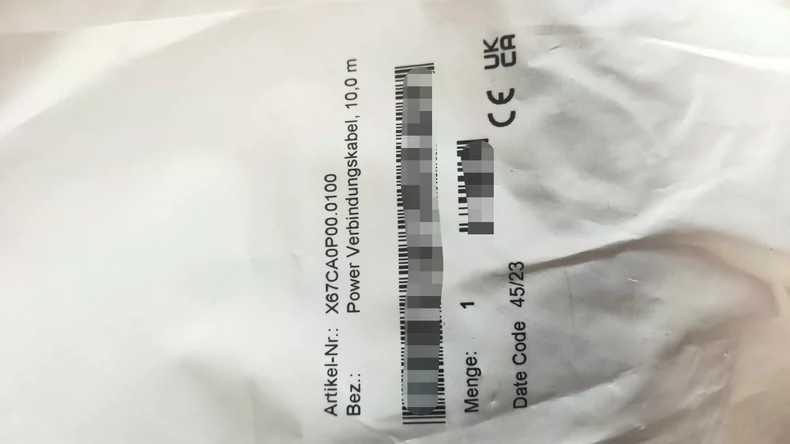 Artikel-Nr.: X67CA0P00.0100
Bez.: Power Verbindungskabel, 10,0 m
Menge: 1
Date Code 45/23
CE UK CA